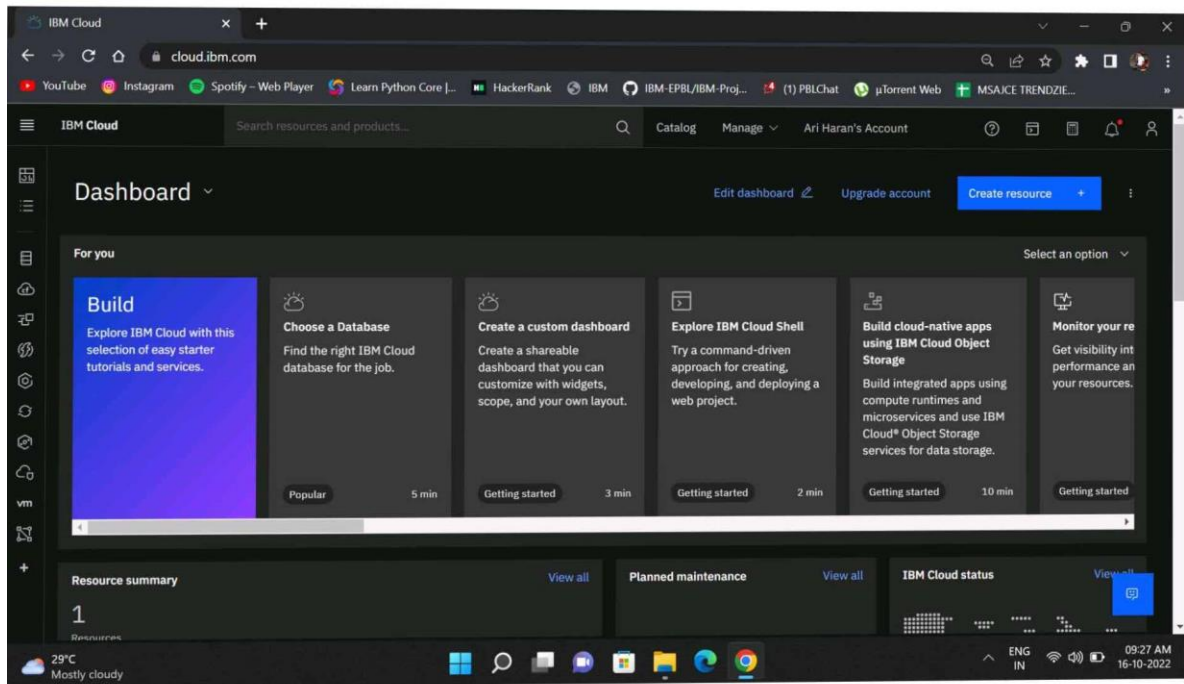 IBM Cloud
cloud.ibm.com
YouTube Instagram Spotify – Web Player Learn Python Core |... HackerRank IBM IBM-EPBL/IBM-Proj... (1) PBLChat µTorrent Web MSAJCE TRENDZIE...
IBM Cloud Search resources and products... Catalog Manage Ari Haran's Account
Dashboard Edit dashboard Upgrade account Create resource +
For you Select an option
Build
Explore IBM Cloud with this
selection of easy starter
tutorials and services.
Choose a Database
Find the right IBM Cloud
database for the job.
Popular 5 min
Create a custom dashboard
Create a shareable
dashboard that you can
customize with widgets,
scope, and your own layout.
Getting started 3 min
Explore IBM Cloud Shell
Try a command-driven
approach for creating,
developing, and deploying a
web project.
Getting started 2 min
Build cloud-native apps
using IBM Cloud Object
Storage
Build integrated apps using
compute runtimes and
microservices and use IBM
Cloud® Object Storage
services for data storage.
Getting started 10 min
Monitor your re
Get visibility int
performance an
your resources.
Getting started
vm
Resource summary View all
1
Resources
Planned maintenance View all
IBM Cloud status View all
29°C
Mostly cloudy
ENG
IN
09:27 AM
16-10-2022